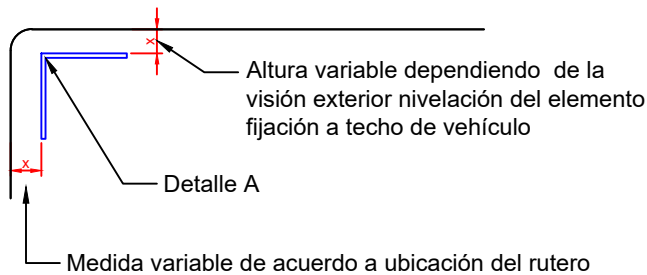 x
Altura variable dependiendo de la
visión exterior nivelación del elemento
fijación a techo de vehículo
x
Detalle A
Medida variable de acuerdo a ubicación del rutero